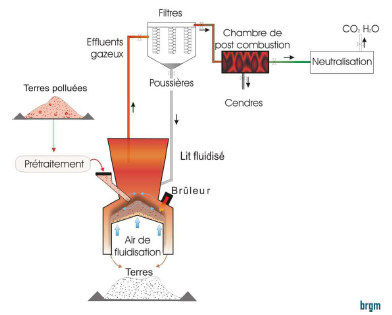 Filtres
Effluents
gazeux
Chambre de
post combustion
CO₂ H₂O
Neutralisation
Poussières
Cendres
Terres polluées
Prétraitement
Lit fluidisé
Brûleur
Air de
fluidisation
Terres
brgm